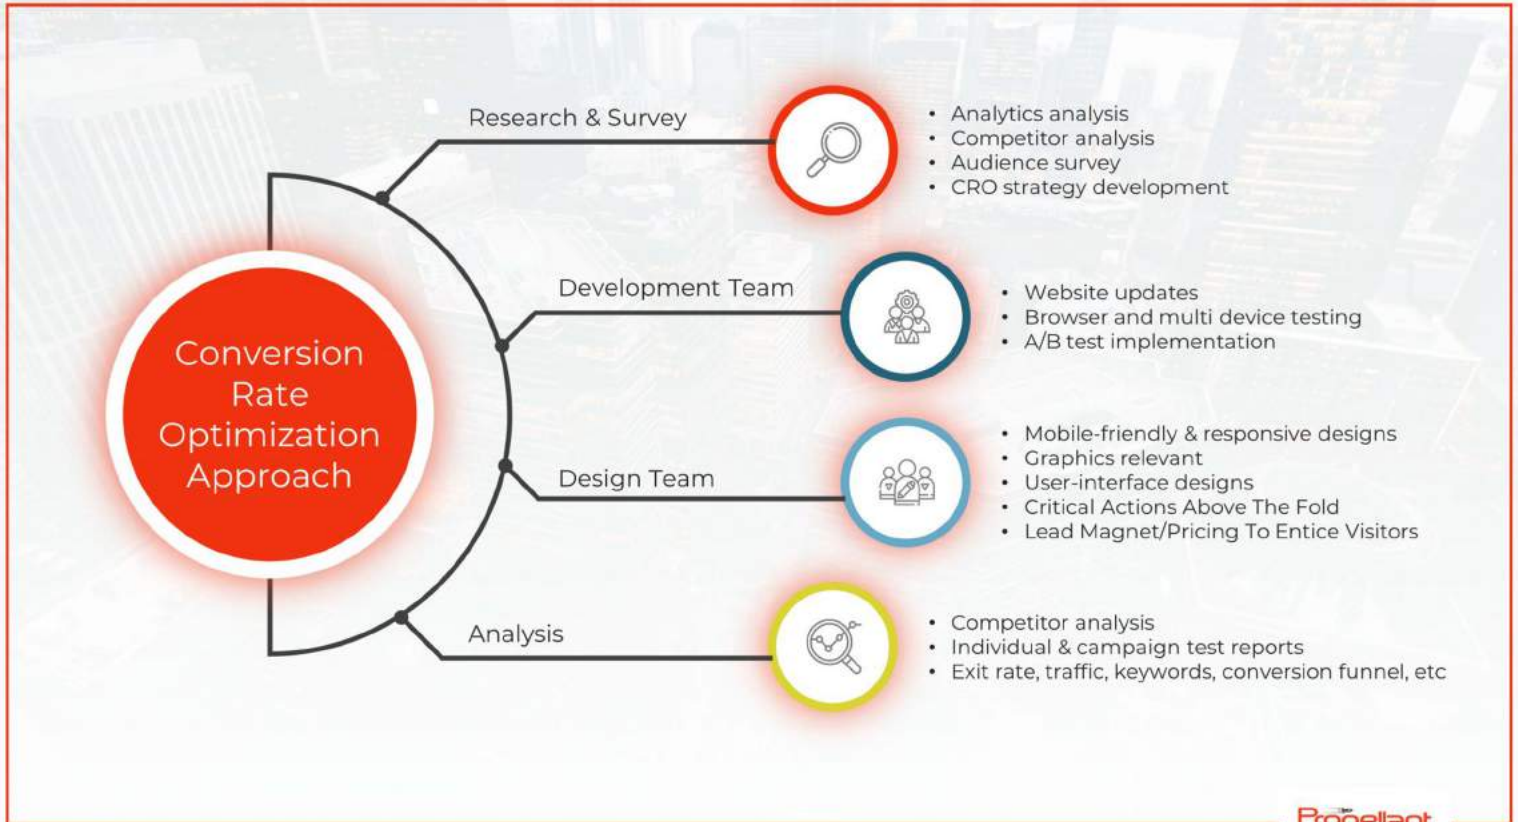 Research & Survey
• Analytics analysis
• Competitor analysis
• Audience survey
• CRO strategy development
Development Team
• Website updates
• Browser and multi device testing
• A/B test implementation
Conversion
Rate
Optimization
Approach
Design Team
• Mobile-friendly & responsive designs
• Graphics relevant
• User-interface designs
• Critical Actions Above The Fold
• Lead Magnet/Pricing To Entice Visitors
Analysis
• Competitor analysis
• Individual & campaign test reports
• Exit rate, traffic, keywords, conversion funnel, etc
Propellant